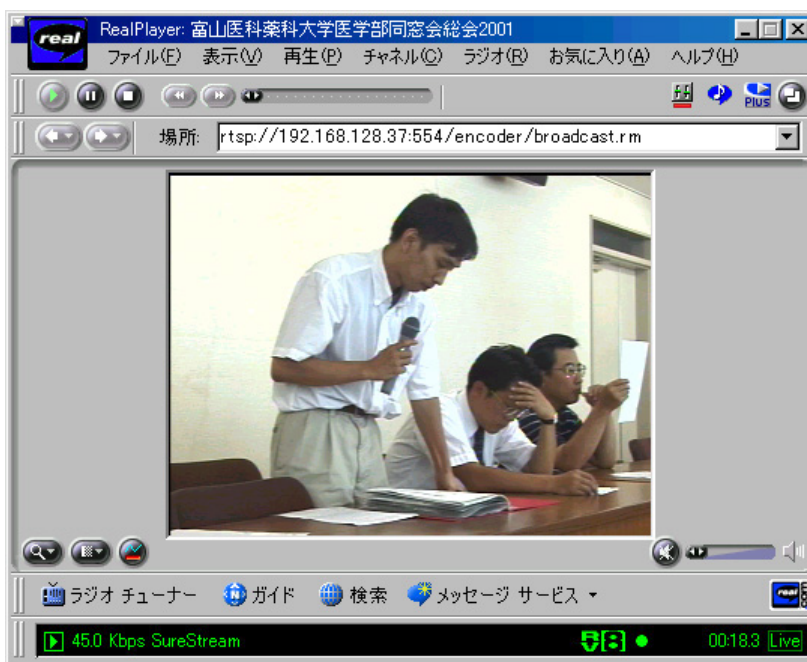 real
RealPlayer: 富山医科薬科大学医学部同窓会総会2001
ファイル(F) 表示(V) 再生(P) チャネル(C) ラジオ(R) お気に入り(A) ヘルプ(H)
PLUS
場所: rtsp://192.168.128.37:554/encoder/broadcast.rm
ラジオ チューナー ガイド 検索 メッセージ サービス
real
45.0 Kbps SureStream 00:18.3 Live